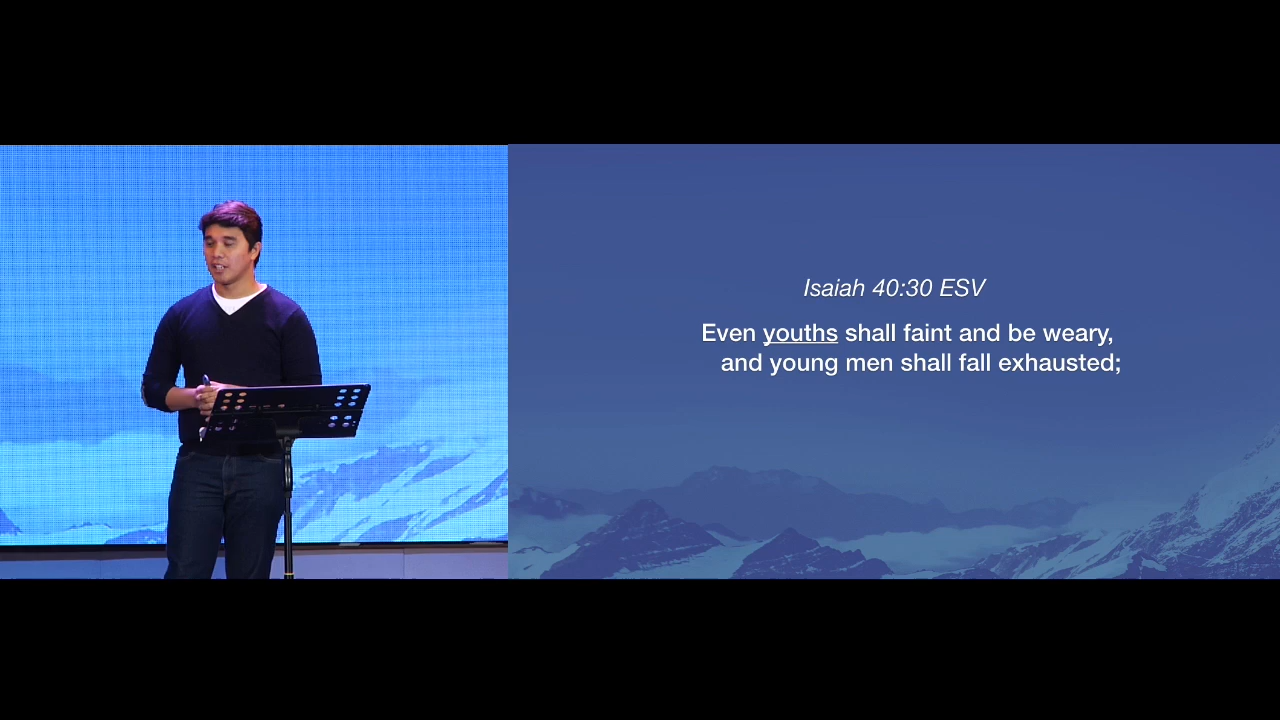 Isaiah 40:30 ESV
Even youths shall faint and be weary,
and young men shall fall exhausted;